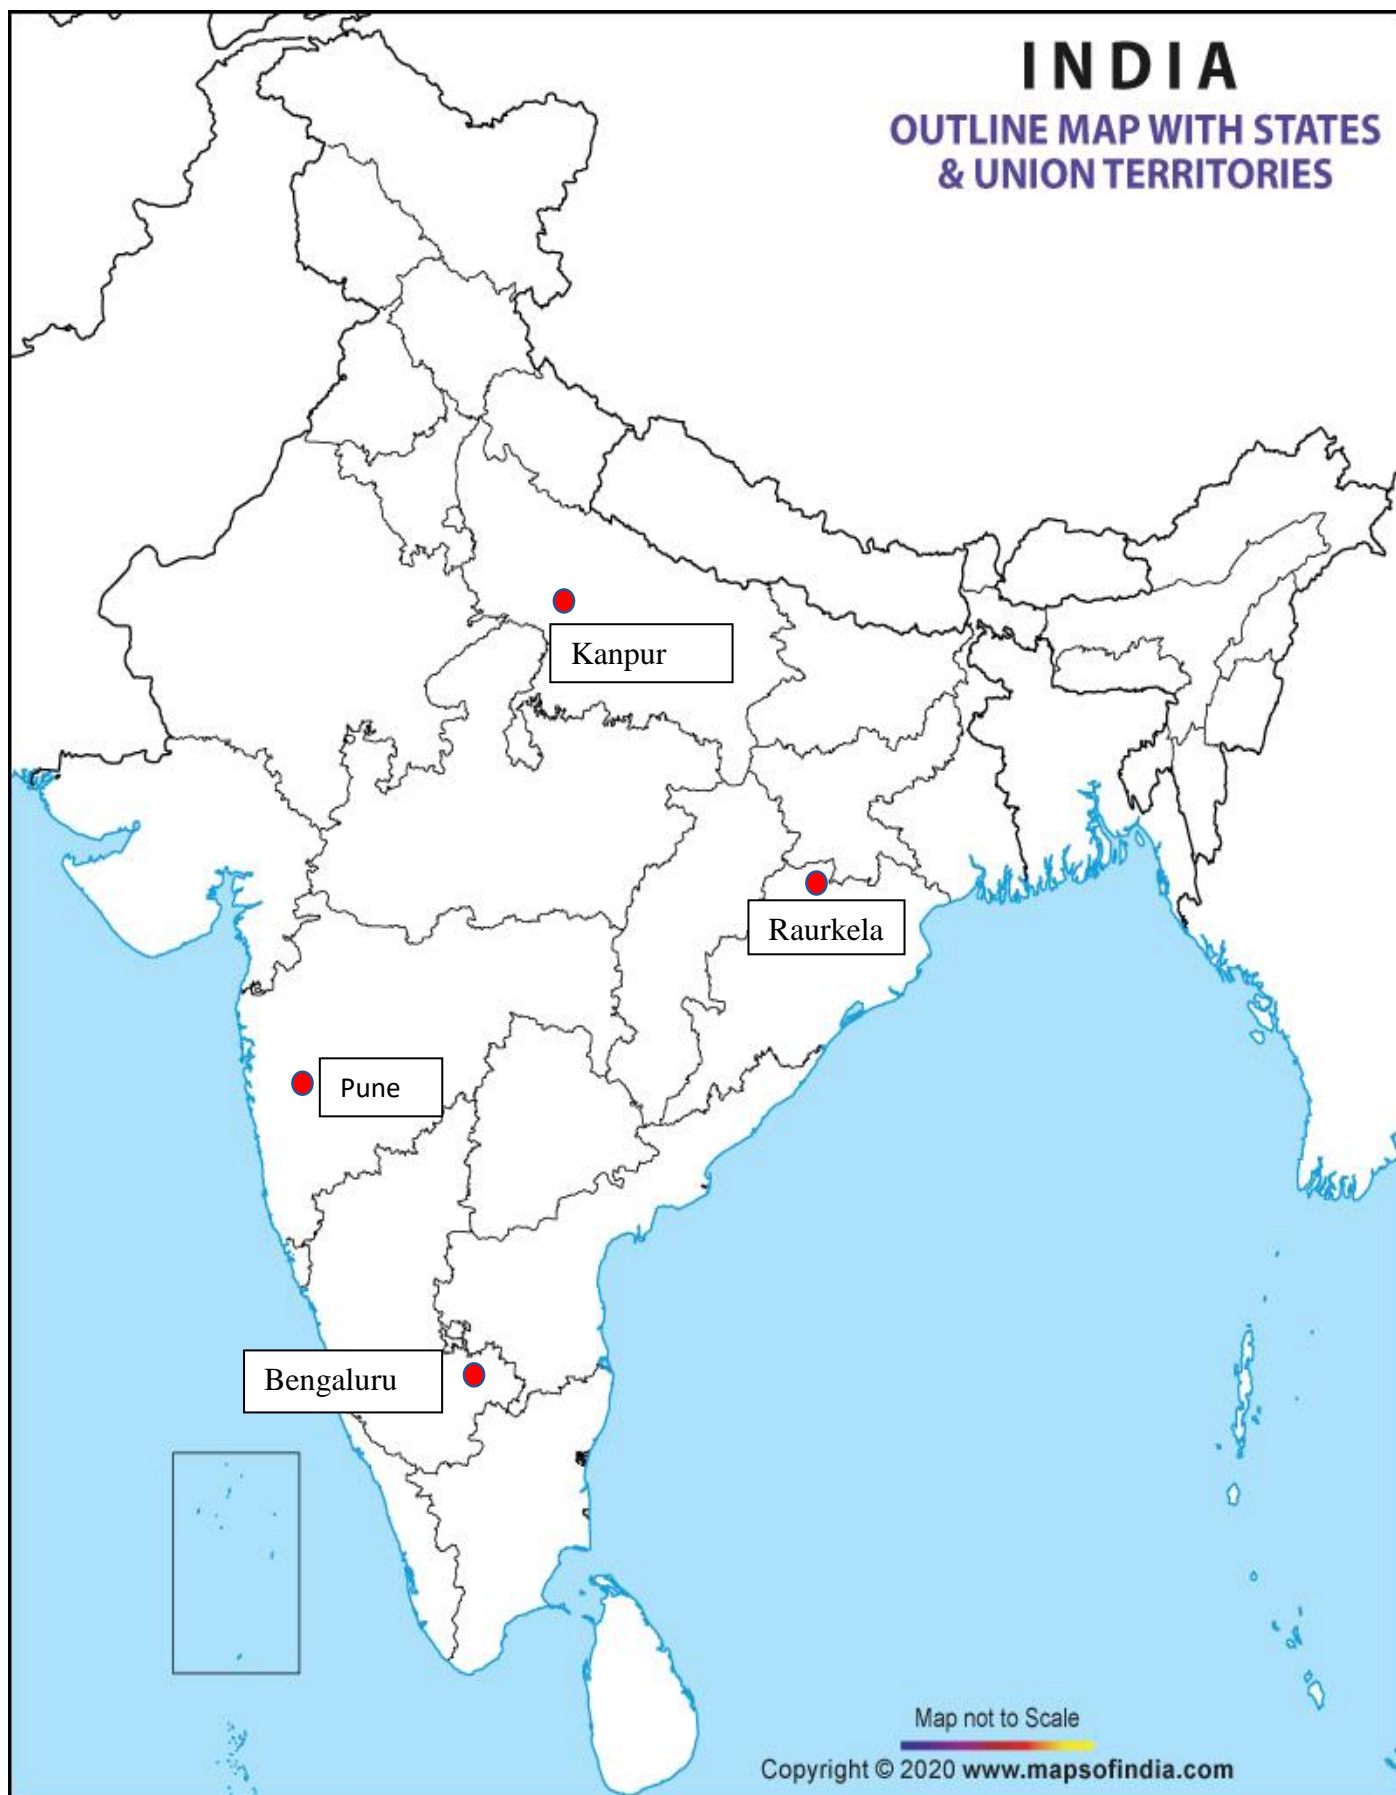 INDIA
OUTLINE MAP WITH STATES
& UNION TERRITORIES
Kanpur
Raurkela
Pune
Bengaluru
Map not to Scale
Copyright © 2020 www.mapsofindia.com